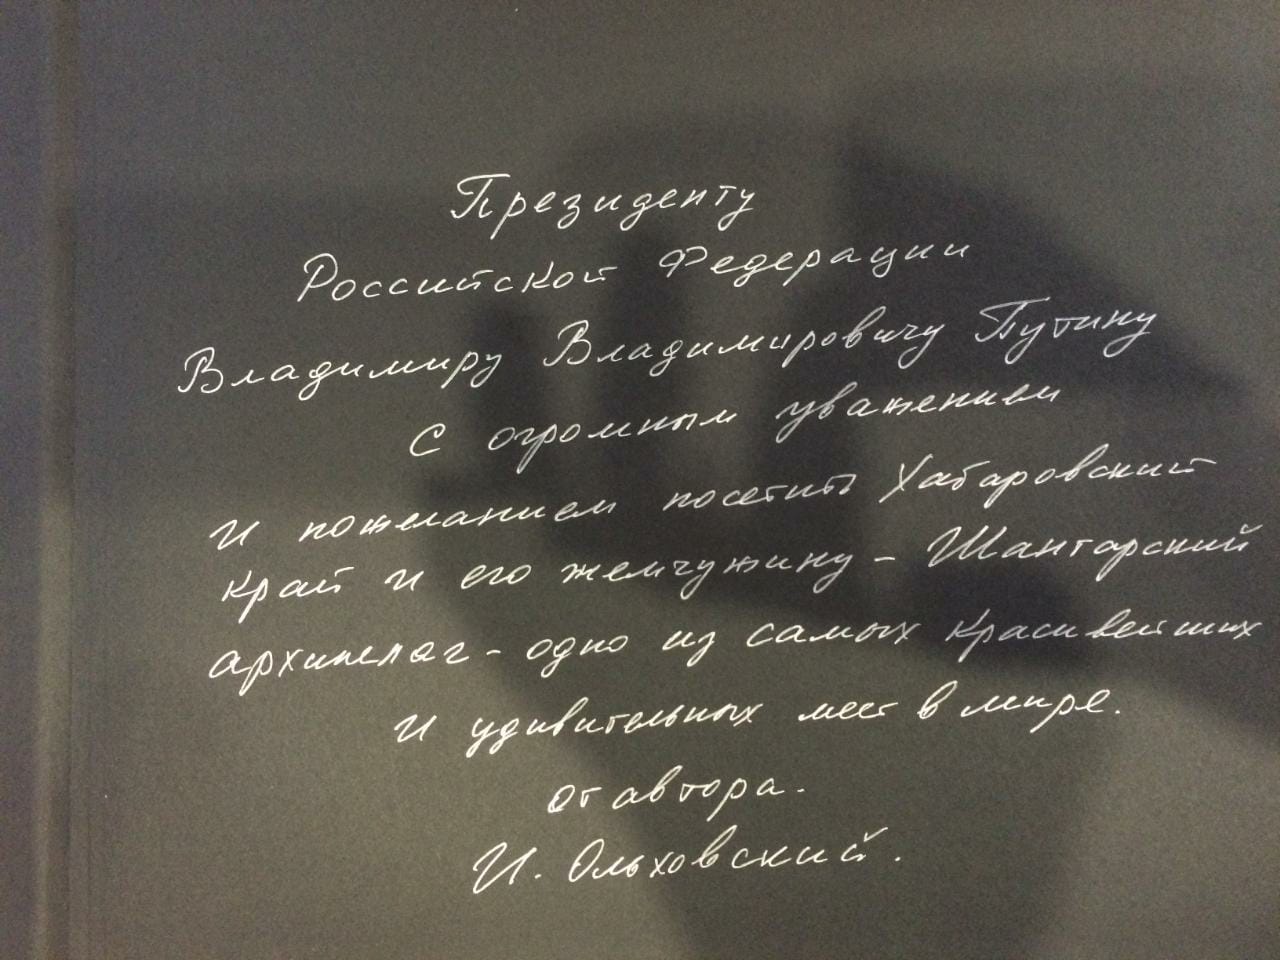 Президенту
Российской Федерации
Владимиру Владимировичу Путину
С огромным уважением
и пожеланием посетить Хабаровский
край и его жемчужину - Шантарский
архипелаг - одно из самых красивейших
и удивительных мест в мире.
от автора.
И. Ольховский.